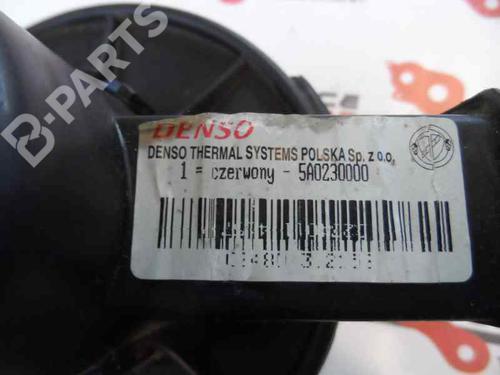 B-PARTS
DENSO
DENSO THERMAL SYSTEMS POLSKA Sp. z o.o.
1 = czerwony - 5A0230000